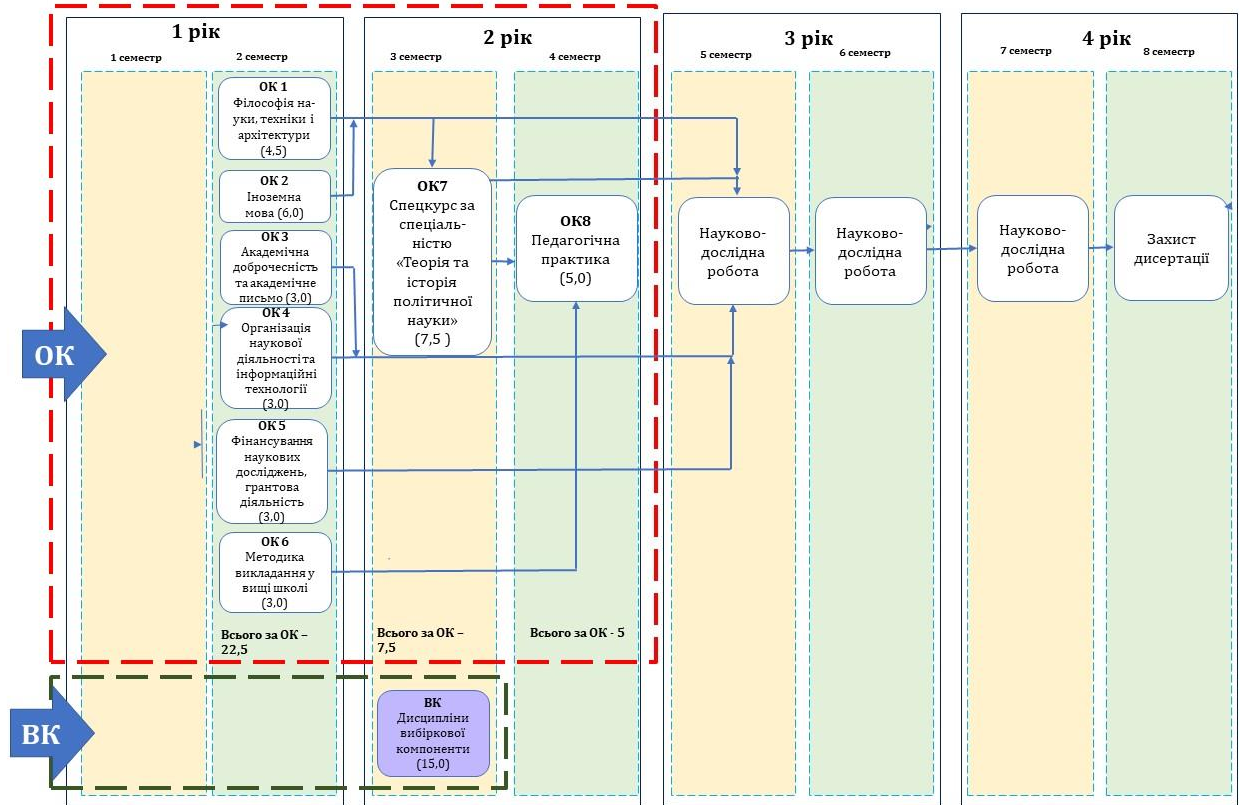 1 рік
2 рік
3 рік
4 рік
1 семестр
2 семестр
3 семестр
4 семестр
5 семестр
6 семестр
7 семестр
8 семестр
ОК 1
Філософія на-
уки, техніки і
архітектури
(4,5)
ОК 2
Іноземна
мова (6,0)
ОК 3
Академічна
доброчесність
та академічне
письмо (3,0)
ОК 4
Організація
наукової
діяльності та
інформаційні
технології
(3,0)
ОК 5
Фінансування
наукових
досліджень,
грантова
діяльність
(3,0)
ОК 6
Методика
викладання у
вищі школі
(3,0)
Всього за ОК –
22,5
ОК7
Спецкурс за
спеціаль-
ністю
«Теорія та
історія
політичної
науки»
(7,5 )
Всього за ОК –
7,5
ОК8
Педагогічна
практика
(5,0)
Всього за ОК - 5
Науково-
дослідна
робота
Науково-
дослідна
робота
Науково-
дослідна
робота
Захист
дисертації
ОК
ВК
ВК
Дисципліни
вибіркової
компоненти
(15,0)